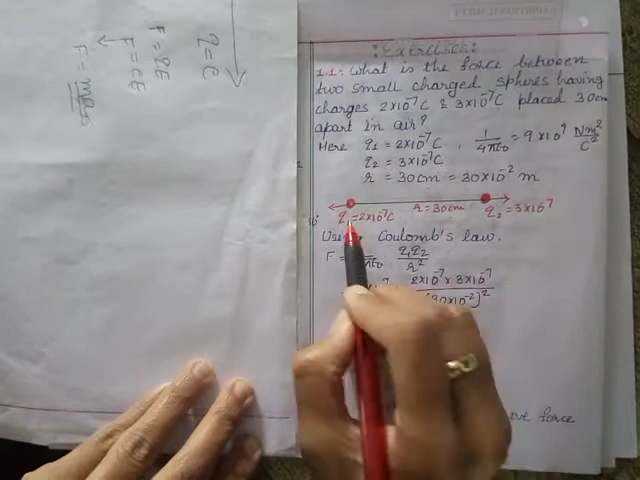 : Exercises:
1.1: What is the force between
two small charged spheres having
charges 2×10⁻⁷C & 3×10⁻⁷C placed 30cm
apart in air?
Here q₁ = 2×10⁻⁷C , 1/4πε₀ = 9×10⁹ Nm²/C²
q₂ = 3×10⁻⁷C
r = 30cm = 30×10⁻² m
q₁=2×10⁻⁷C r=30cm q₂=3×10⁻⁷
Coulomb's law.
F = q₁q₂/r²
2×10⁻⁷×3×10⁻⁷
(30×10⁻²)²
force
q=e
F=qE
F=eE